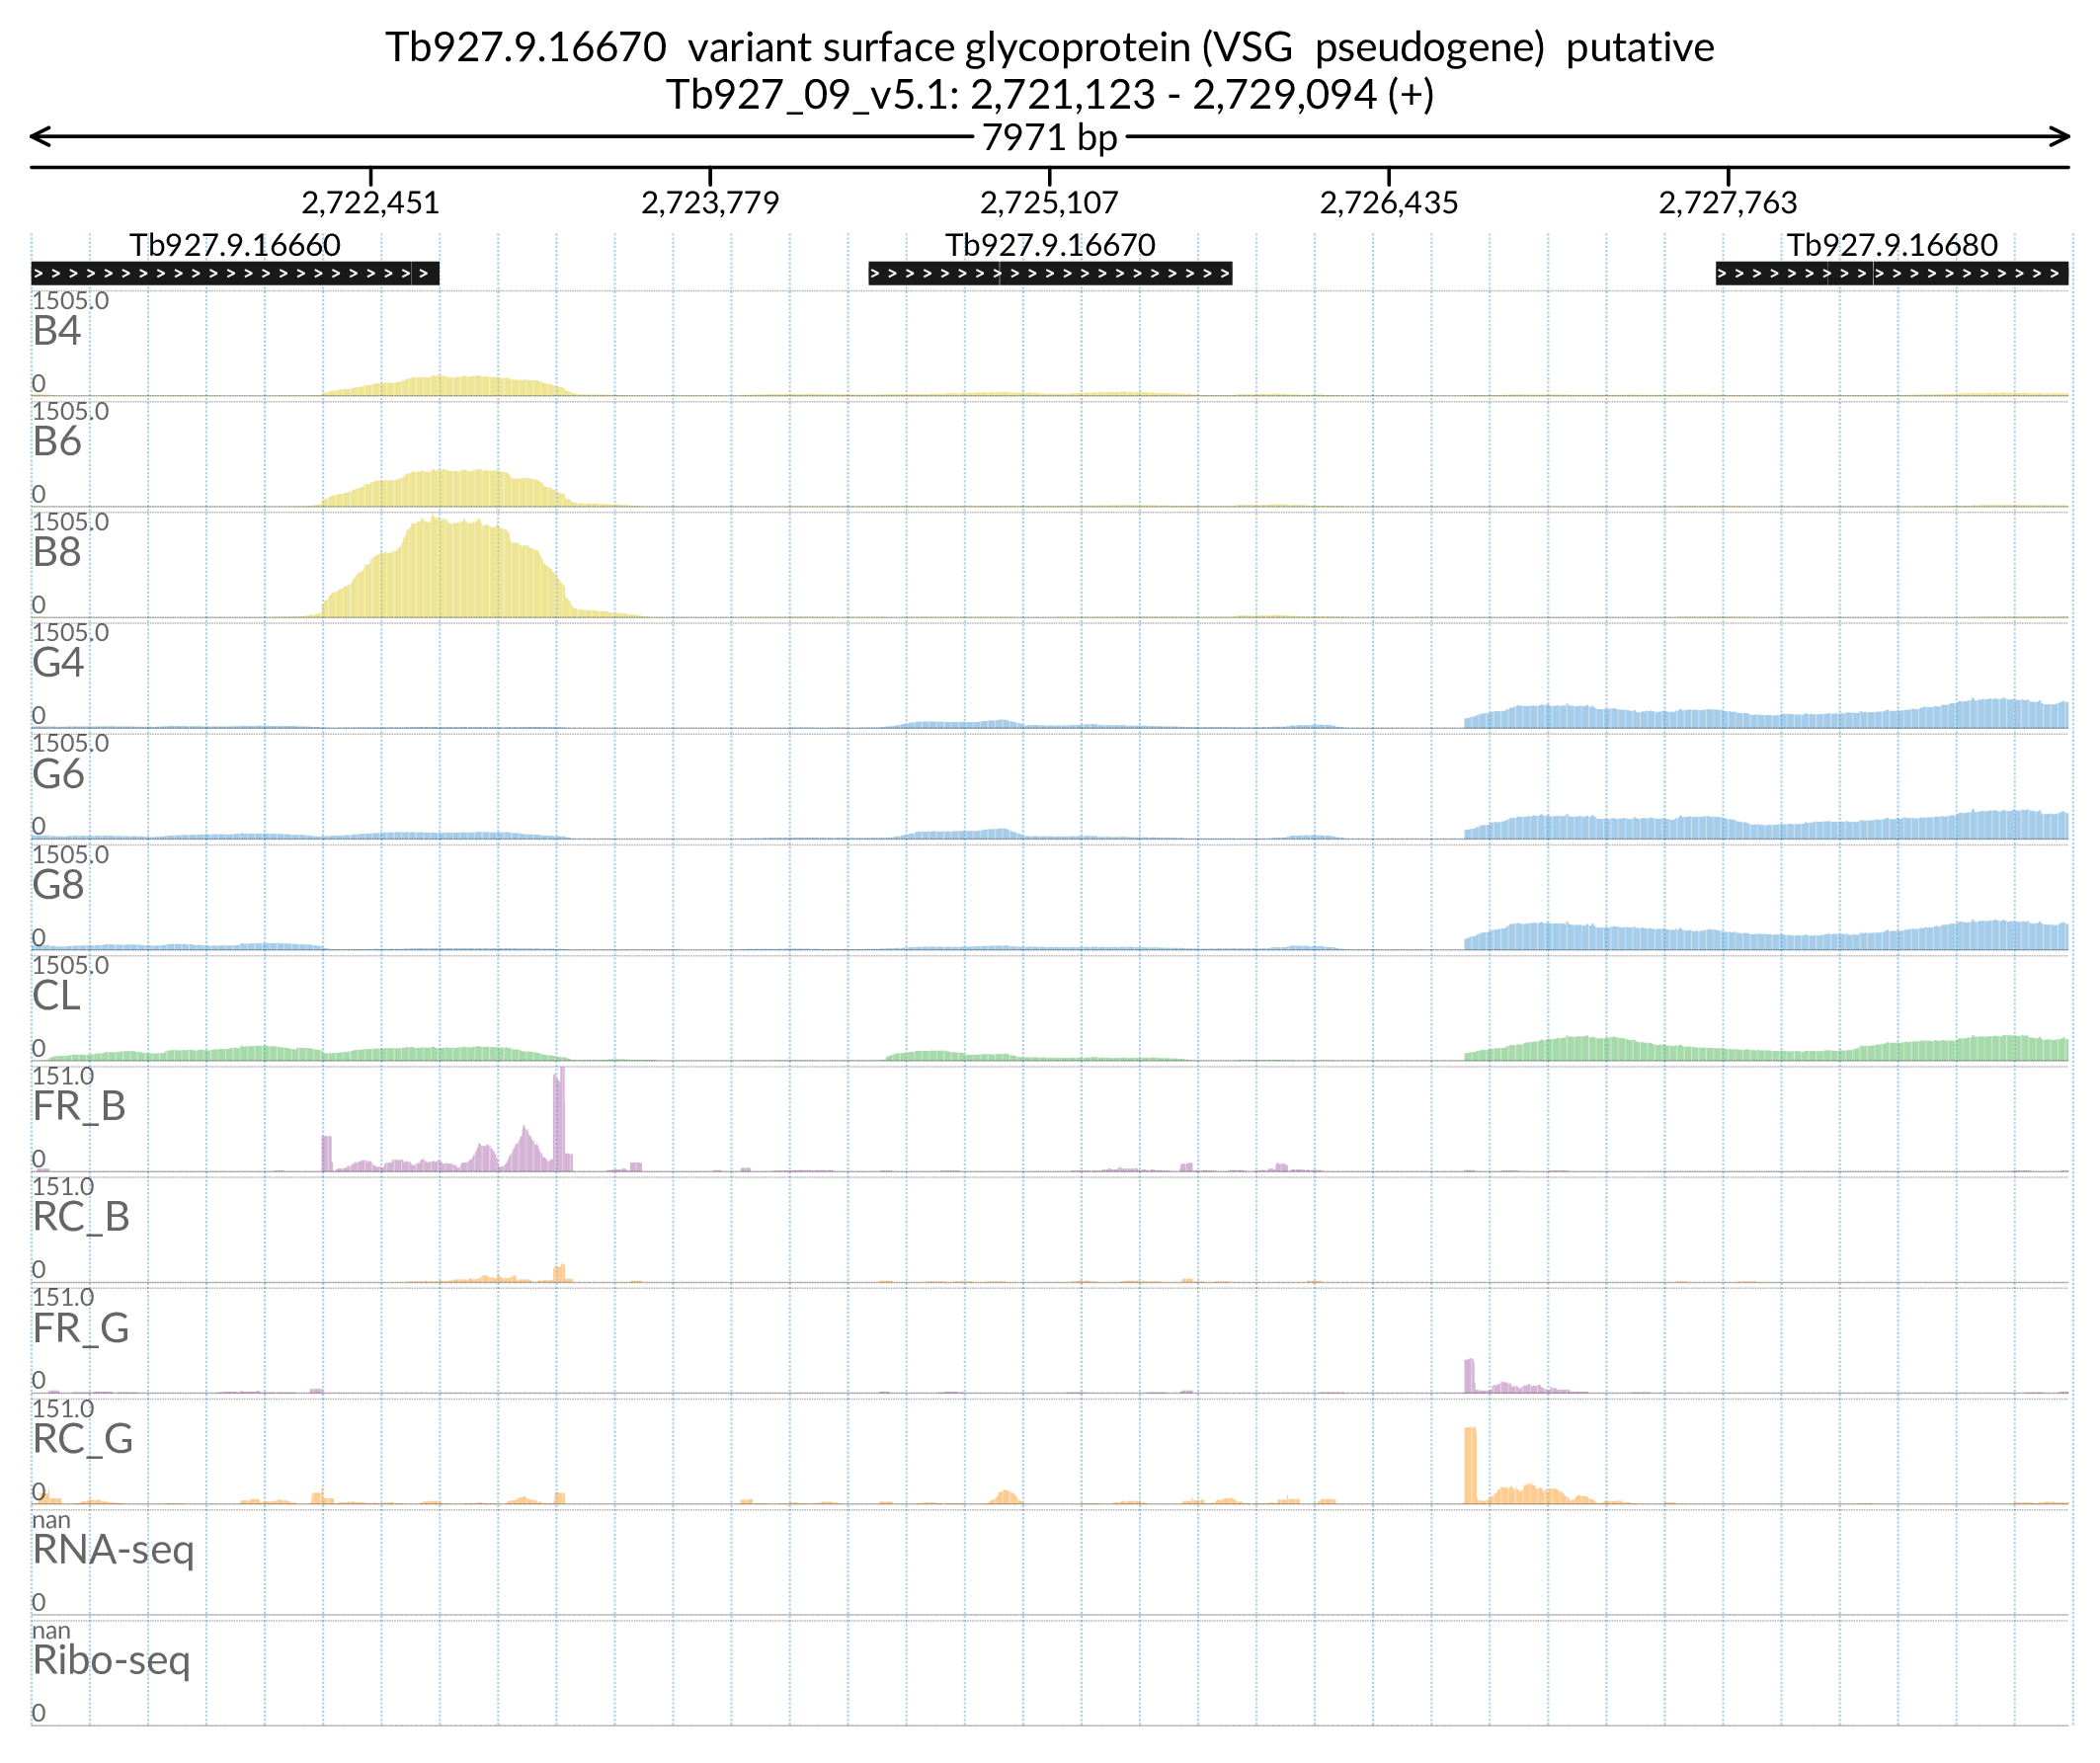 Tb927.9.16670  variant surface glycoprotein (VSG  pseudogene)  putative
Tb927_09_v5.1: 2,721,123 - 2,729,094 (+)
7971 bp
2,722,451 2,723,779 2,725,107 2,726,435 2,727,763
Tb927.9.16660 Tb927.9.16670 Tb927.9.16680
1505.0
B4
0
1505.0
B6
0
1505.0
B8
0
1505.0
G4
0
1505.0
G6
0
1505.0
G8
0
1505.0
CL
0
151.0
FR_B
0
151.0
RC_B
0
151.0
FR_G
0
151.0
RC_G
0
nan
RNA-seq
0
nan
Ribo-seq
0